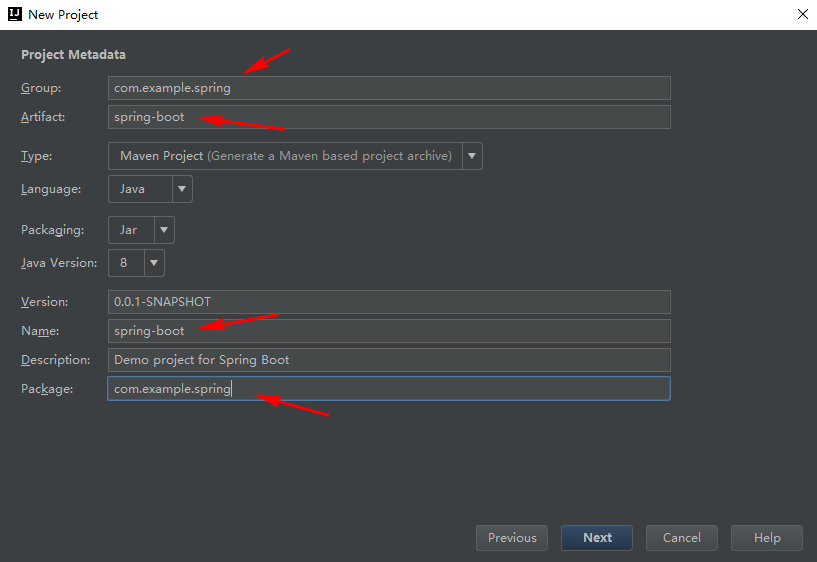 IJ New Project
Project Metadata
Group: com.example.spring
Artifact: spring-boot
Type: Maven Project (Generate a Maven based project archive)
Language: Java
Packaging: Jar
Java Version: 8
Version: 0.0.1-SNAPSHOT
Name: spring-boot
Description: Demo project for Spring Boot
Package: com.example.spring
Previous Next Cancel Help